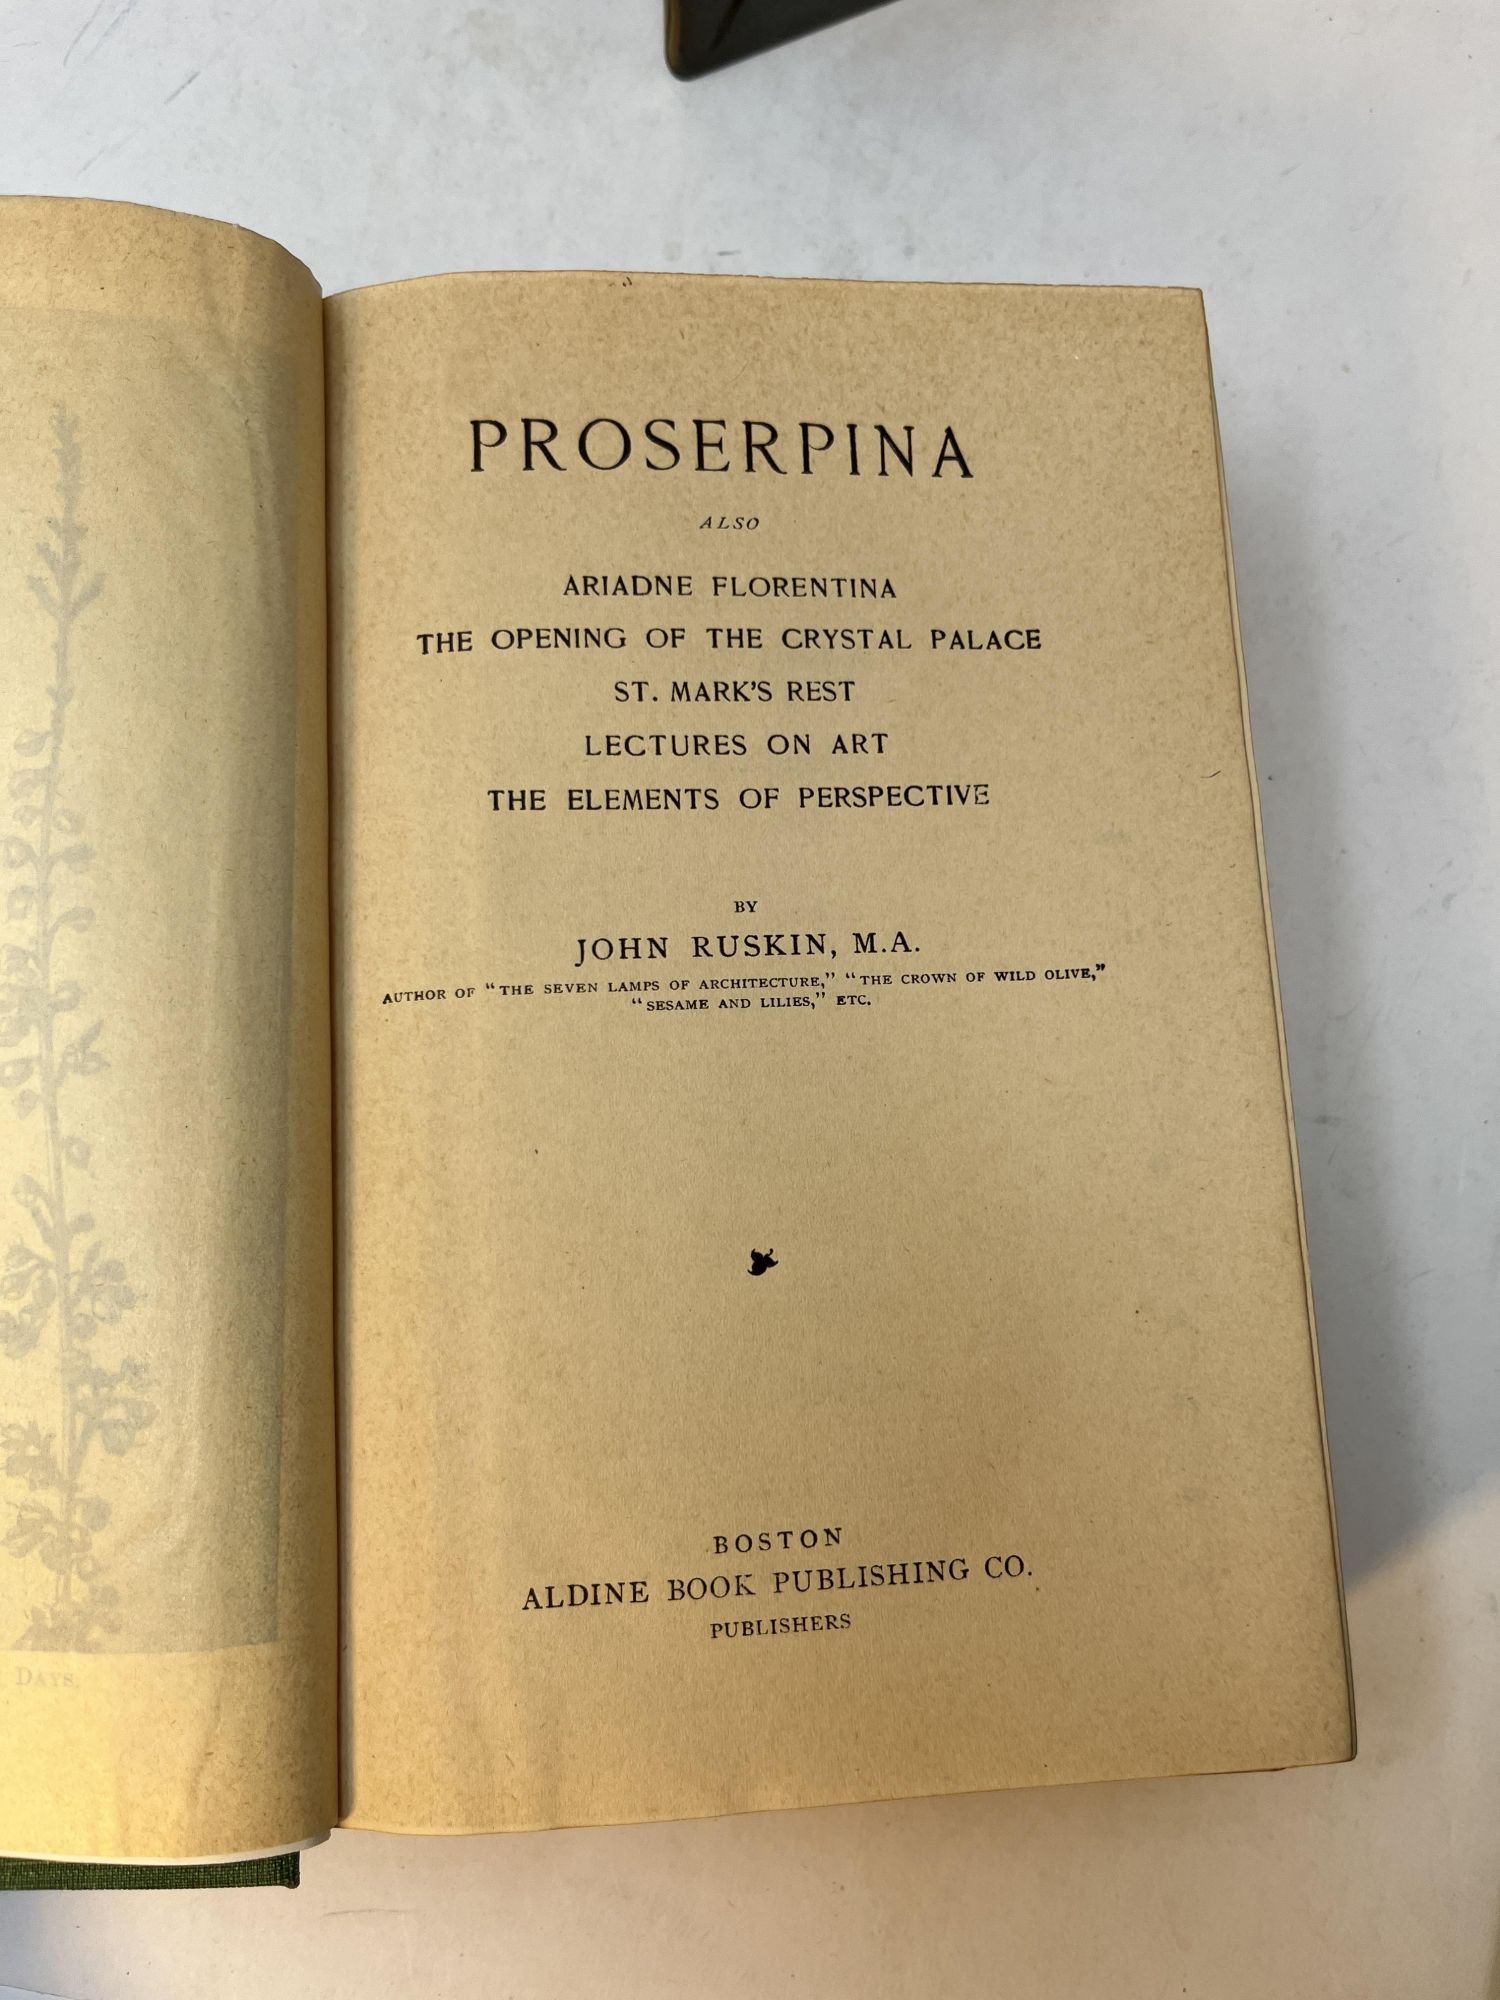 PROSERPINA
ALSO
ARIADNE FLORENTINA
THE OPENING OF THE CRYSTAL PALACE
ST. MARK'S REST
LECTURES ON ART
THE ELEMENTS OF PERSPECTIVE
BY
JOHN RUSKIN, M.A.
AUTHOR OF "THE SEVEN LAMPS OF ARCHITECTURE," "THE CROWN OF WILD OLIVE,"
"SESAME AND LILIES," ETC.
BOSTON
ALDINE BOOK PUBLISHING CO.
PUBLISHERS
DAYS